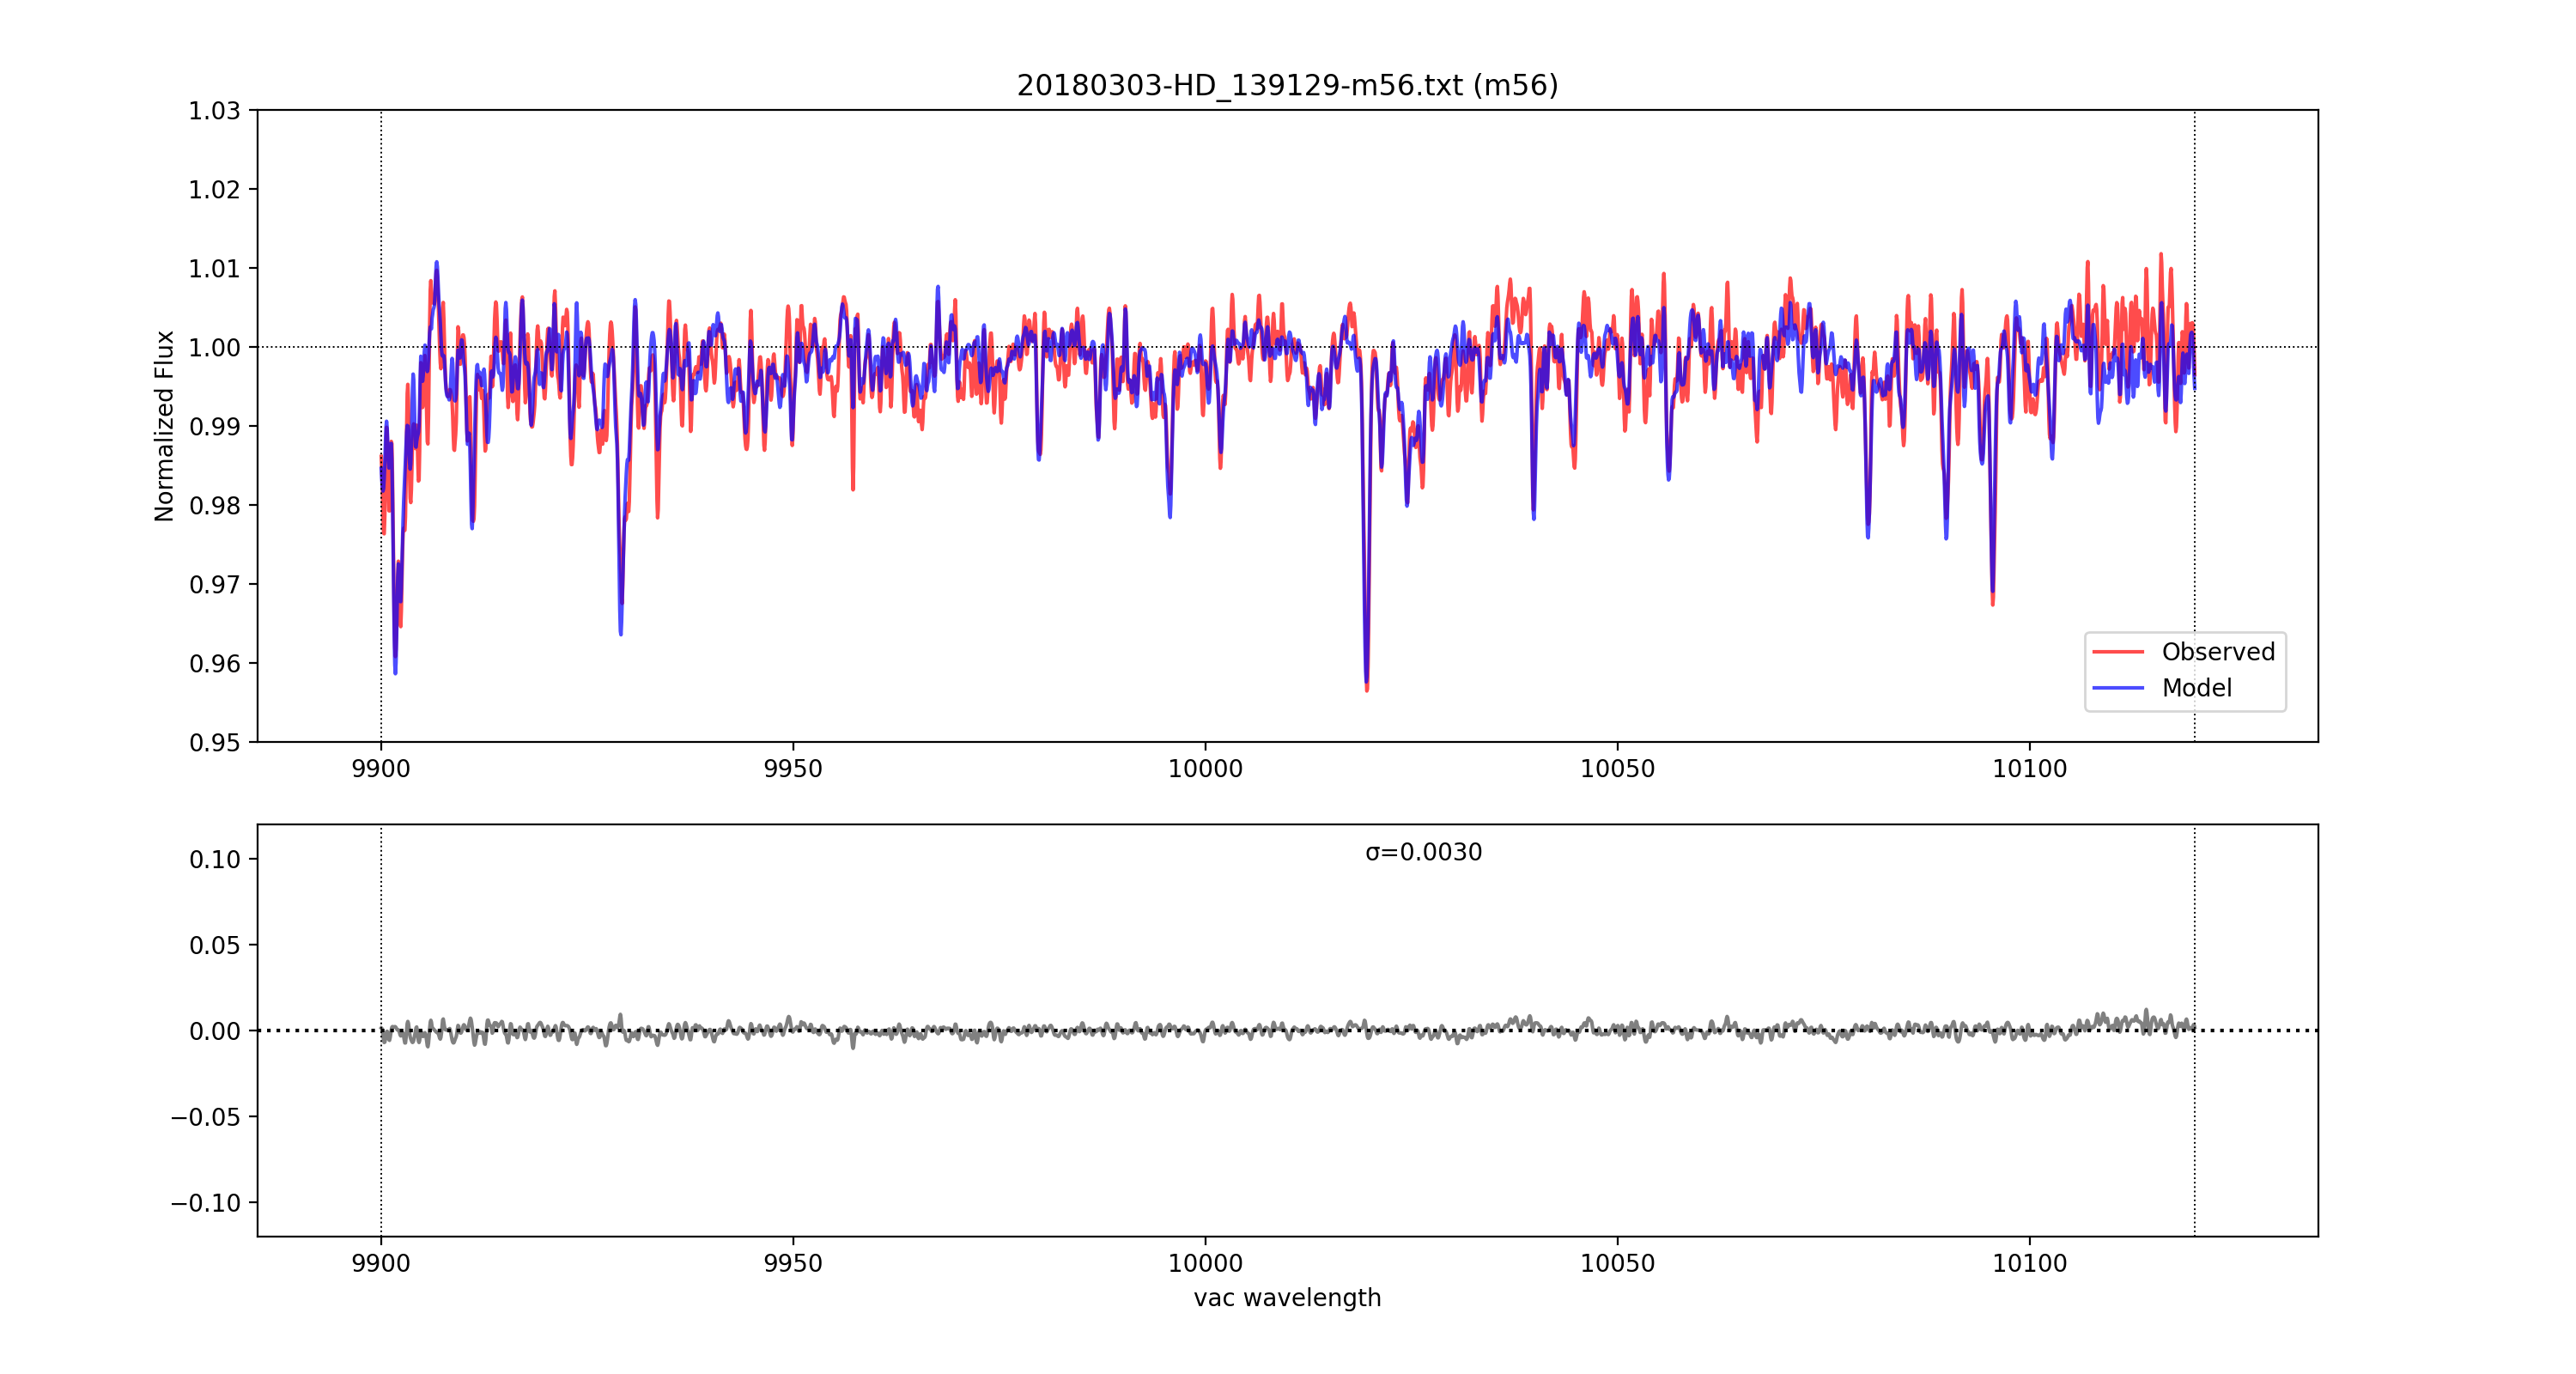 20180303-HD_139129-m56.txt (m56)
Normalized Flux
1.03
1.02
1.01
1.00
0.99
0.98
0.97
0.96
0.95
Observed
Model
9900 9950 10000 10050 10100
σ=0.0030
0.10
0.05
0.00
−0.05
−0.10
9900 9950 10000 10050 10100
vac wavelength